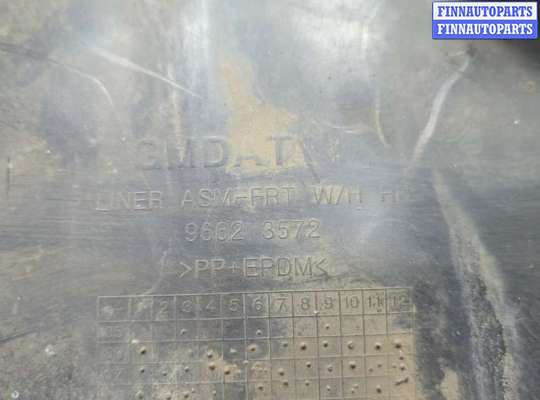 FINNAUTOPARTS
FINNAUTOPARTS
GMDAT
LINER ASM-FRT W/H
9662 3572
>PP+EPDM<
1 2 3 4 5 6 7 8 9 10 11 12